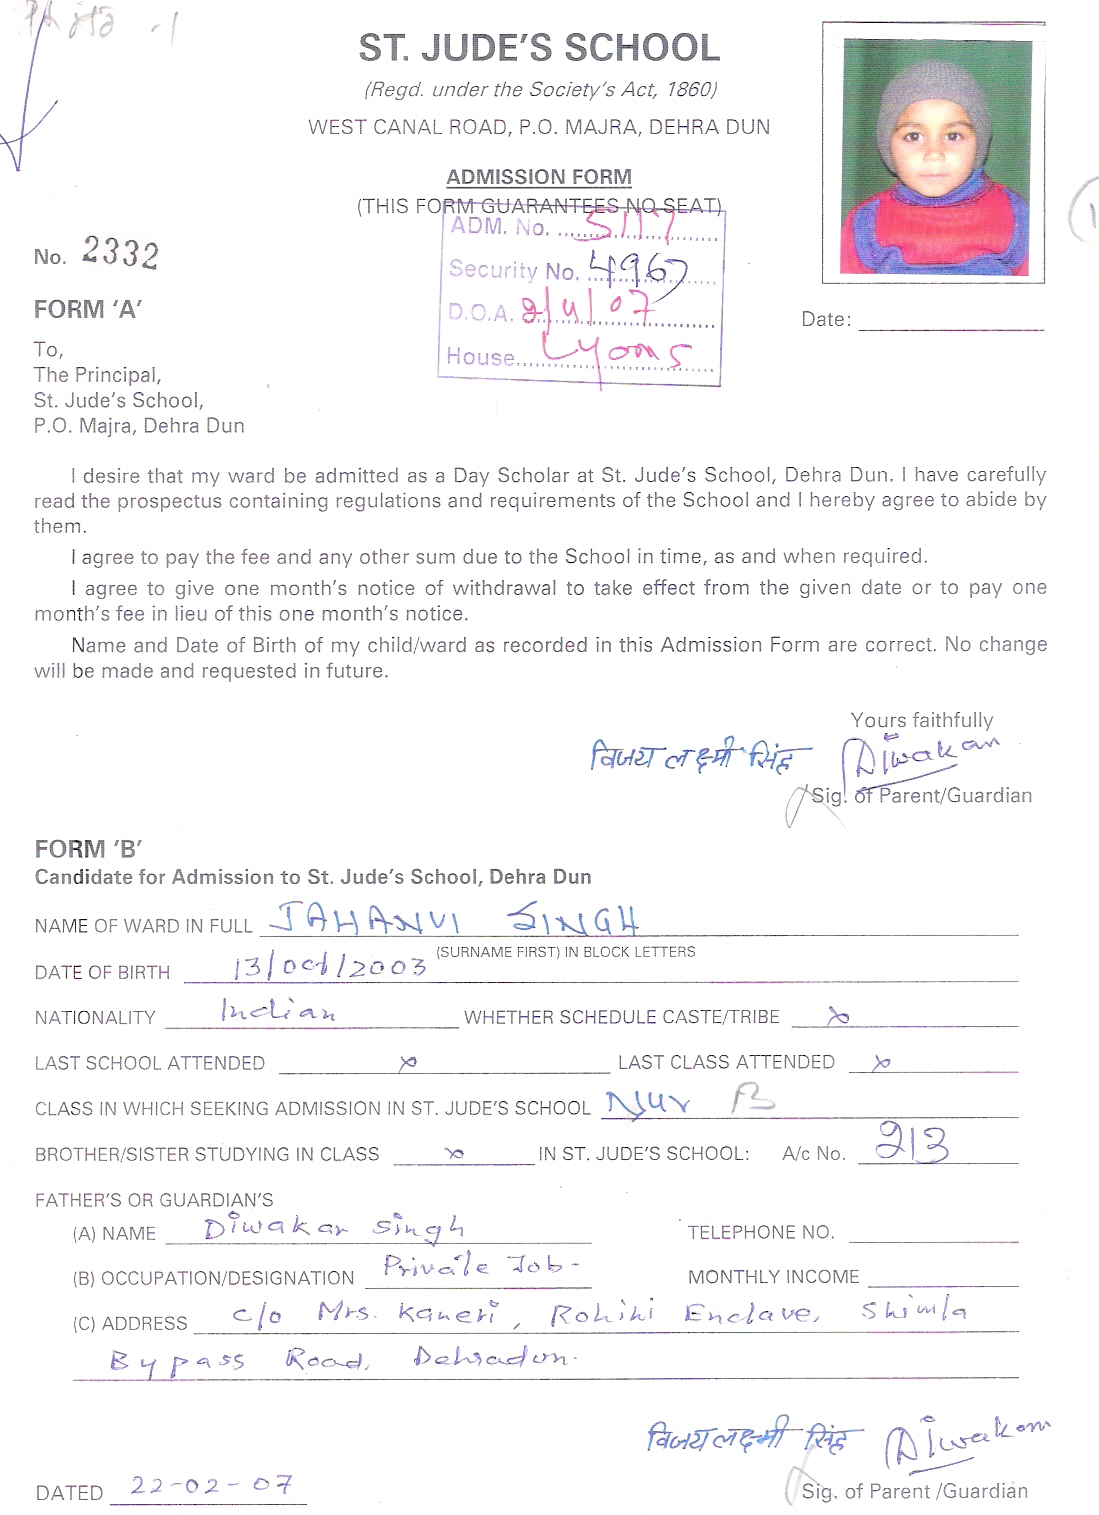 ST. JUDE'S SCHOOL
(Regd. under the Society's Act, 1860)
WEST CANAL ROAD, P.O. MAJRA, DEHRA DUN
ADMISSION FORM
(THIS FORM GUARANTEES NO SEAT)
ADM. No. 5117
No. 2332
Security No. 4967
FORM 'A'
D.O.A. 2/4/07
Date:
House Lyons
To,
The Principal,
St. Jude's School,
P.O. Majra, Dehra Dun
I desire that my ward be admitted as a Day Scholar at St. Jude's School, Dehra Dun. I have carefully
read the prospectus containing regulations and requirements of the School and I hereby agree to abide by
them.
I agree to pay the fee and any other sum due to the School in time, as and when required.
I agree to give one month's notice of withdrawal to take effect from the given date or to pay one
month's fee in lieu of this one month's notice.
Name and Date of Birth of my child/ward as recorded in this Admission Form are correct. No change
will be made and requested in future.
Yours faithfully
विजय लक्ष्मी सिंह Diwakar
Sig. of Parent/Guardian
FORM 'B'
Candidate for Admission to St. Jude's School, Dehra Dun
NAME OF WARD IN FULL JAHANVI SINGH
(SURNAME FIRST) IN BLOCK LETTERS
DATE OF BIRTH 13/Oct/2003
NATIONALITY Indian WHETHER SCHEDULE CASTE/TRIBE x
LAST SCHOOL ATTENDED x LAST CLASS ATTENDED x
CLASS IN WHICH SEEKING ADMISSION IN ST. JUDE'S SCHOOL Nur B
BROTHER/SISTER STUDYING IN CLASS x IN ST. JUDE'S SCHOOL: A/c No. 213
FATHER'S OR GUARDIAN'S
(A) NAME Diwakar Singh TELEPHONE NO.
(B) OCCUPATION/DESIGNATION Private Job - MONTHLY INCOME
(C) ADDRESS c/o Mrs. Kaneri, Rohini Enclave, Shimla
Bypass Road, Dehradun.
विजय लक्ष्मी सिंह Diwakar
DATED 22-02-07 Sig. of Parent /Guardian